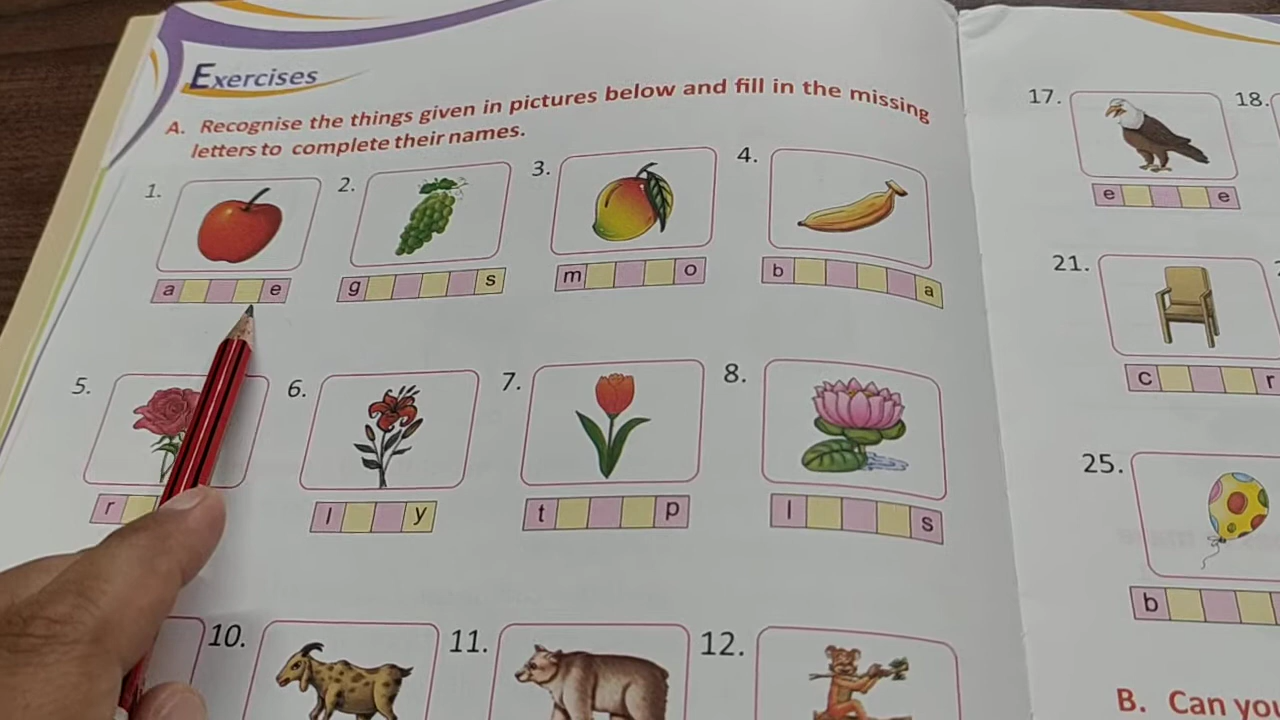 Exercises
A. Recognise the things given in pictures below and fill in the missing
letters to complete their names.
1.
2.
3.
4.
a e
g s
m o
b a
5.
6.
7.
8.
r
l y
t p
l s
10.
11.
12.
17.
18.
e e
21.
c r
25.
b
B. Can you